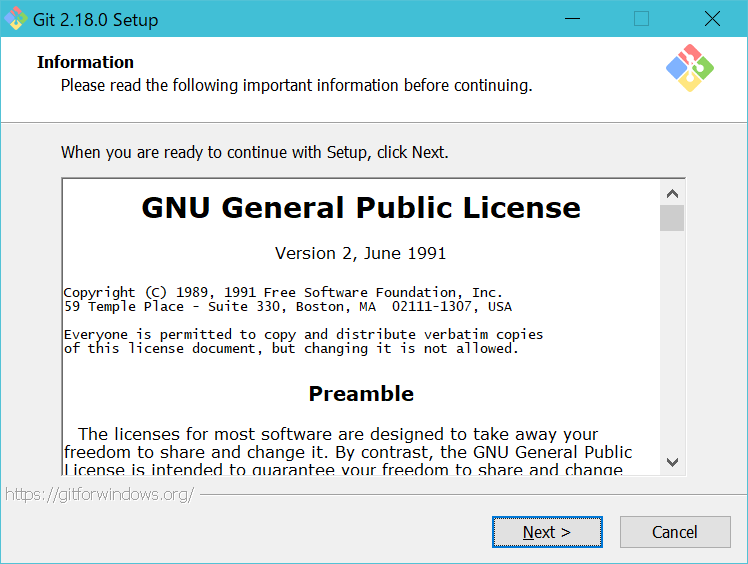 Git 2.18.0 Setup
Information
Please read the following important information before continuing.
When you are ready to continue with Setup, click Next.
GNU General Public License
Version 2, June 1991
Copyright (C) 1989, 1991 Free Software Foundation, Inc.
59 Temple Place - Suite 330, Boston, MA  02111-1307, USA
Everyone is permitted to copy and distribute verbatim copies
of this license document, but changing it is not allowed.
Preamble
The licenses for most software are designed to take away your
freedom to share and change it. By contrast, the GNU General Public
License is intended to guarantee your freedom to share and change
https://gitforwindows.org/
Next >
Cancel